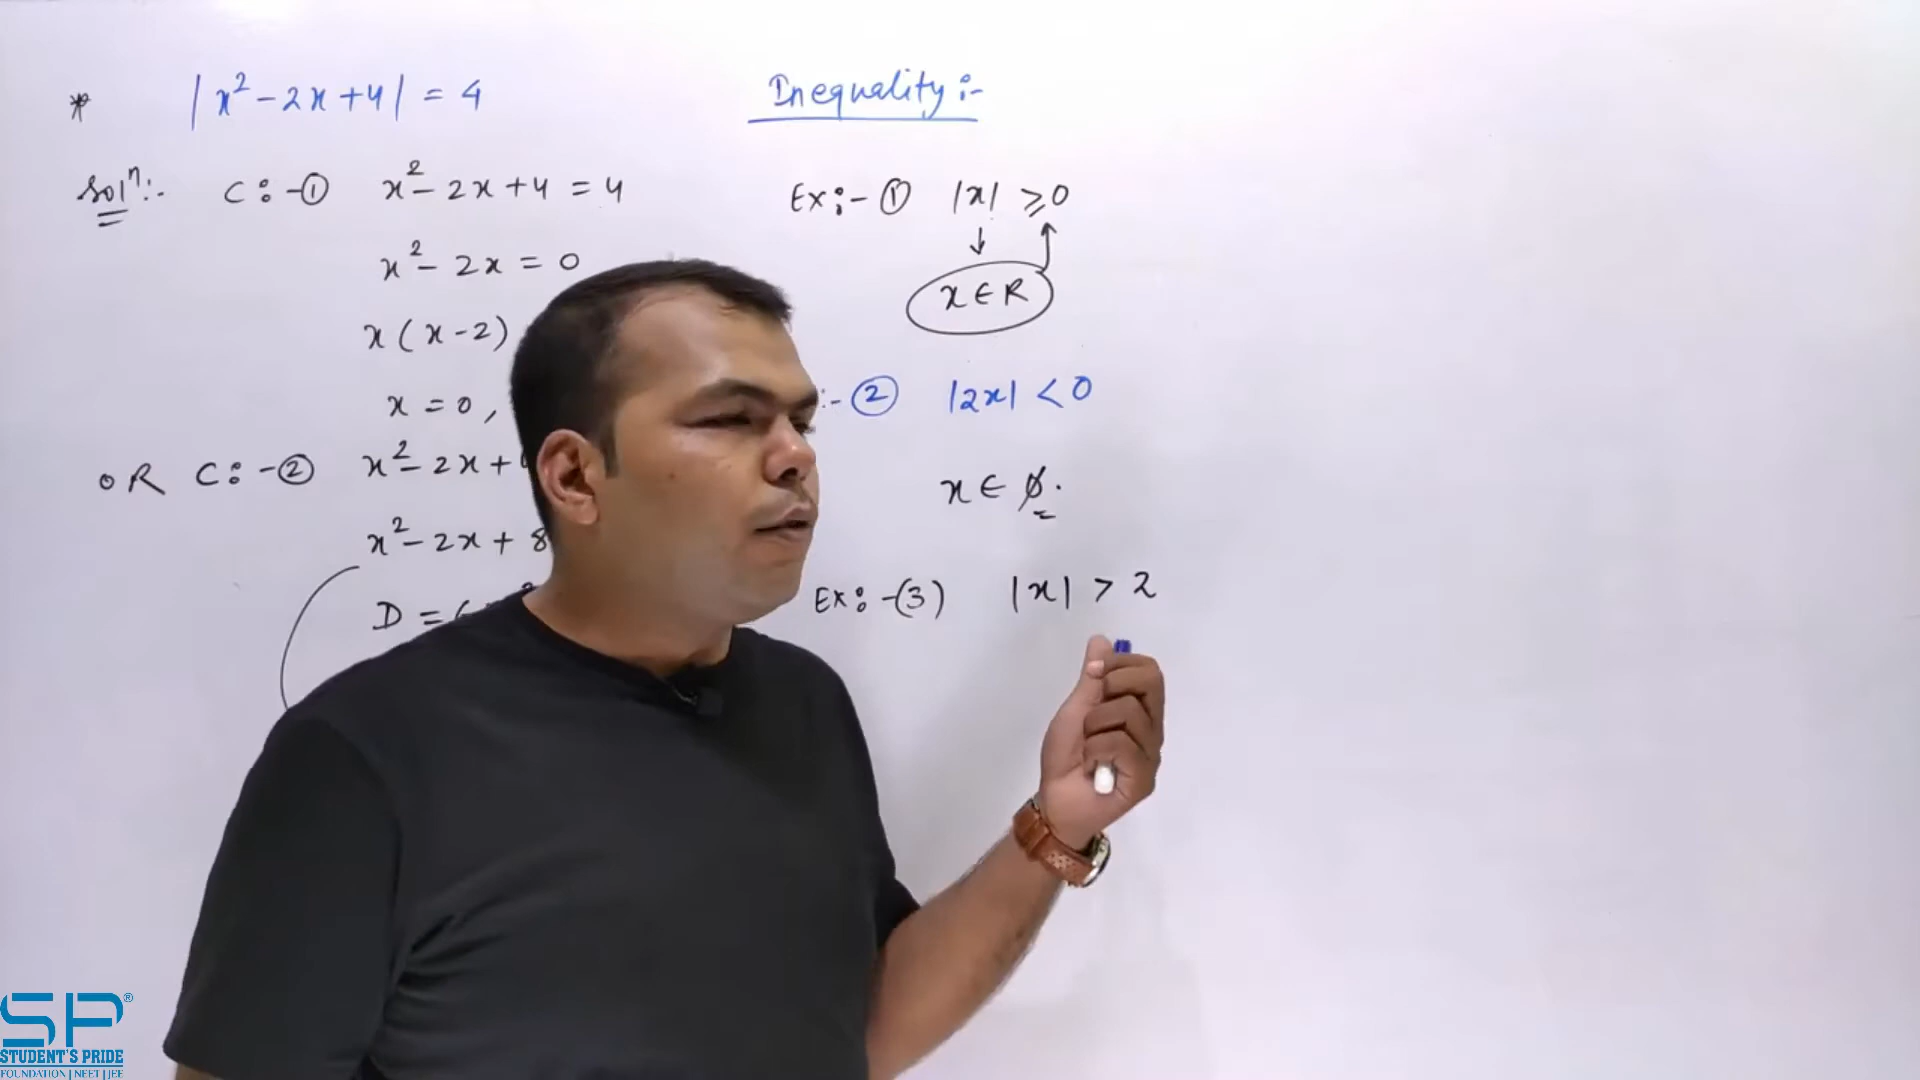 * |x² - 2x + 4| = 4
Solⁿ:- C:-① x² - 2x + 4 = 4
x² - 2x = 0
x(x-2)
x = 0,
OR C:-② x² - 2x +
x² - 2x + 8
D =
Inequality:-
Ex:-① |x| ≥ 0
↓
x ∈ R
:-② |2x| < 0
x ∈ ∅.
Ex:-(3) |x| > 2
SP®
STUDENT'S PRIDE
FOUNDATION | NEET | JEE